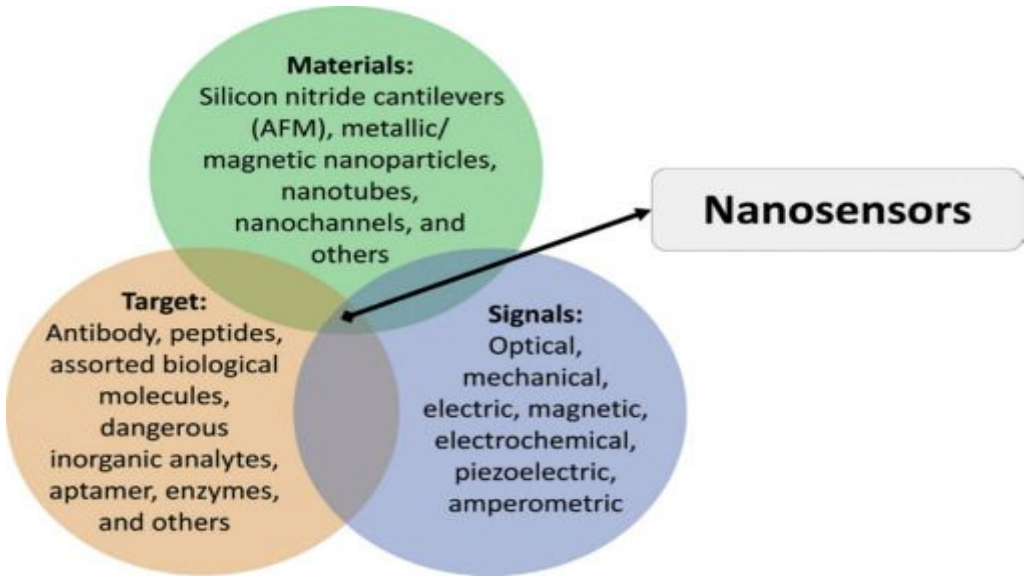 Materials:
Silicon nitride cantilevers
(AFM), metallic/
magnetic nanoparticles,
nanotubes,
nanochannels, and
others
Nanosensors
Target:
Antibody, peptides,
assorted biological
molecules,
dangerous
inorganic analytes,
aptamer, enzymes,
and others
Signals:
Optical,
mechanical,
electric, magnetic,
electrochemical,
piezoelectric,
amperometric